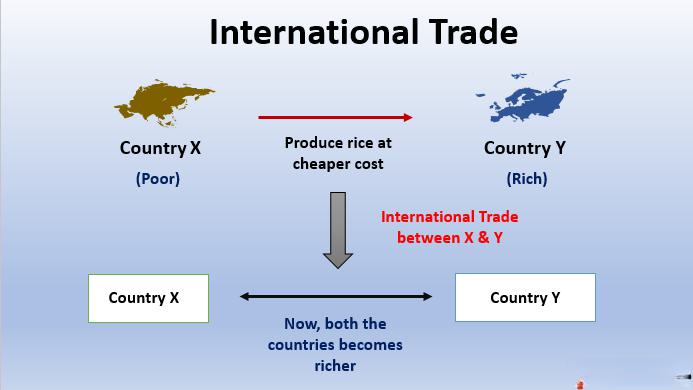 International Trade
Country X
(Poor)
Produce rice at
cheaper cost
Country Y
(Rich)
International Trade
between X & Y
Country X
Now, both the
countries becomes
richer
Country Y